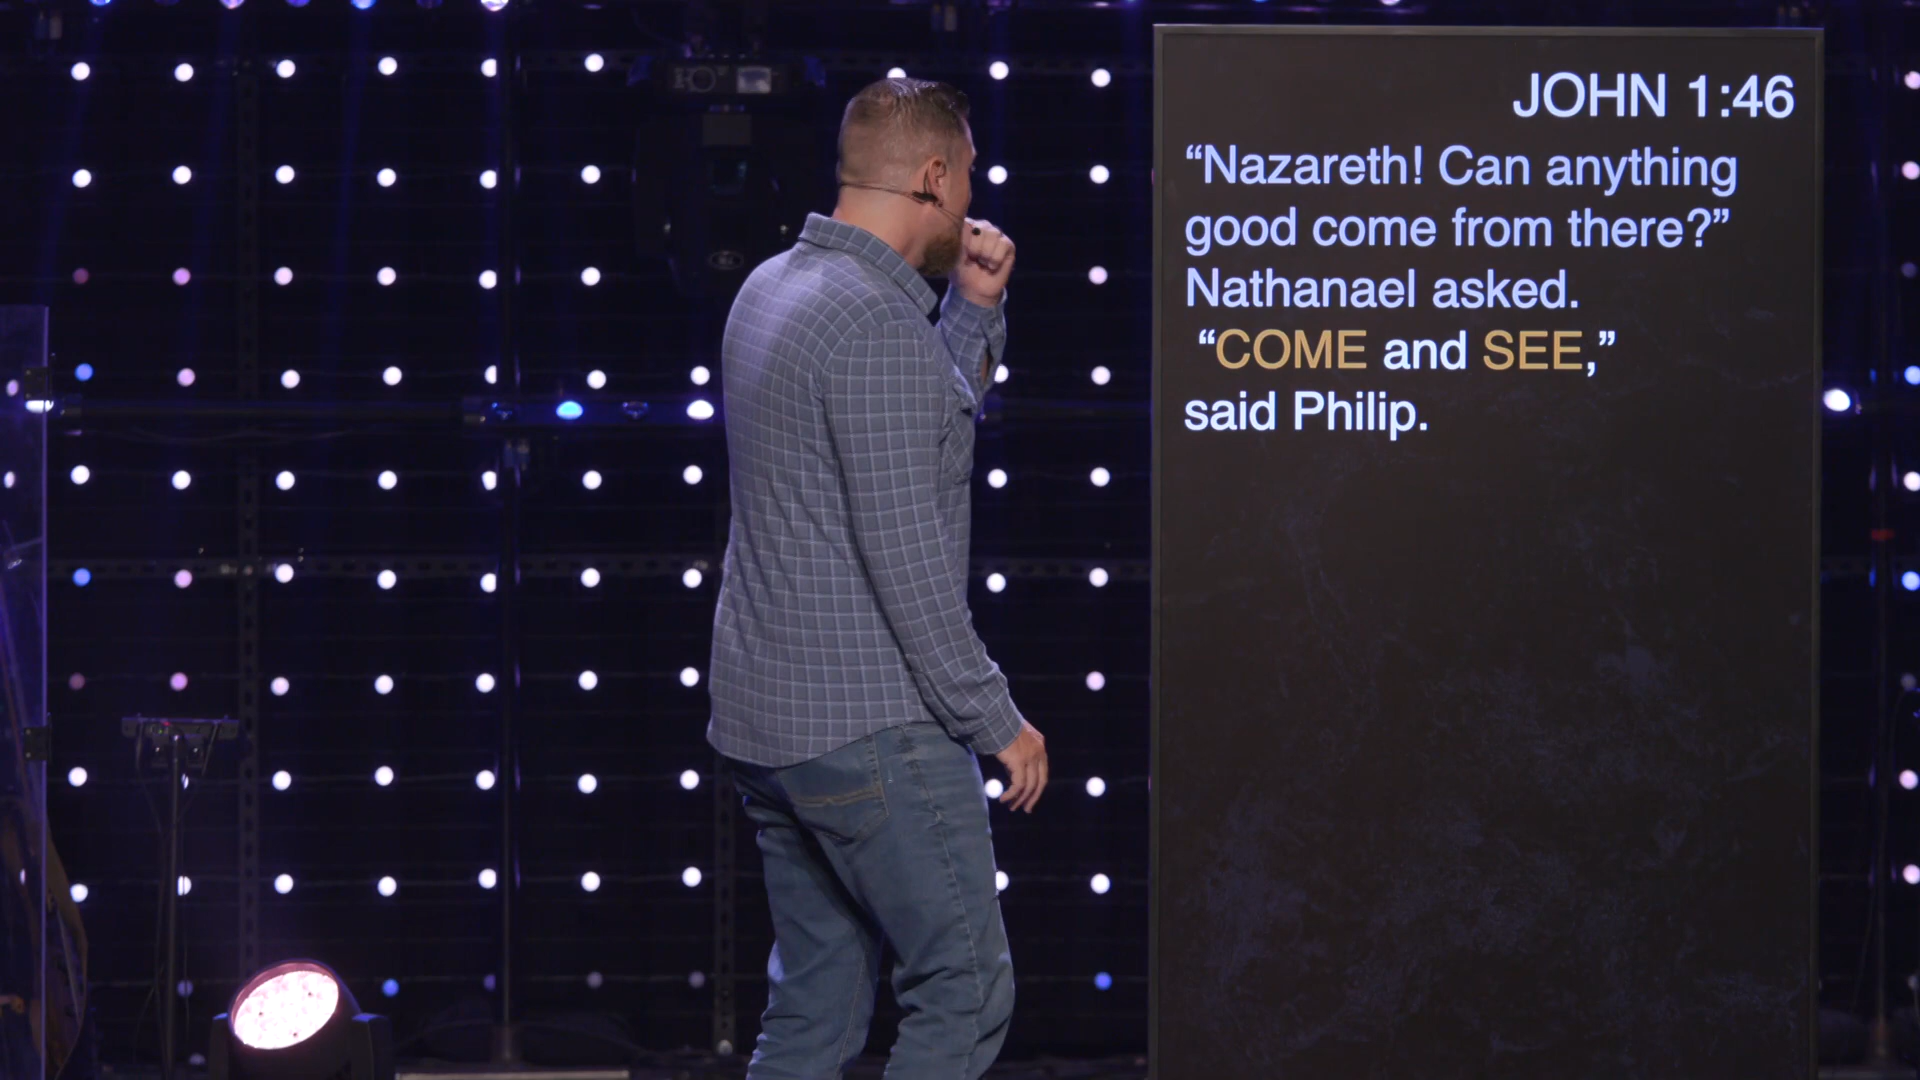 JOHN 1:46
“Nazareth! Can anything
good come from there?”
Nathanael asked.
“COME and SEE,”
said Philip.